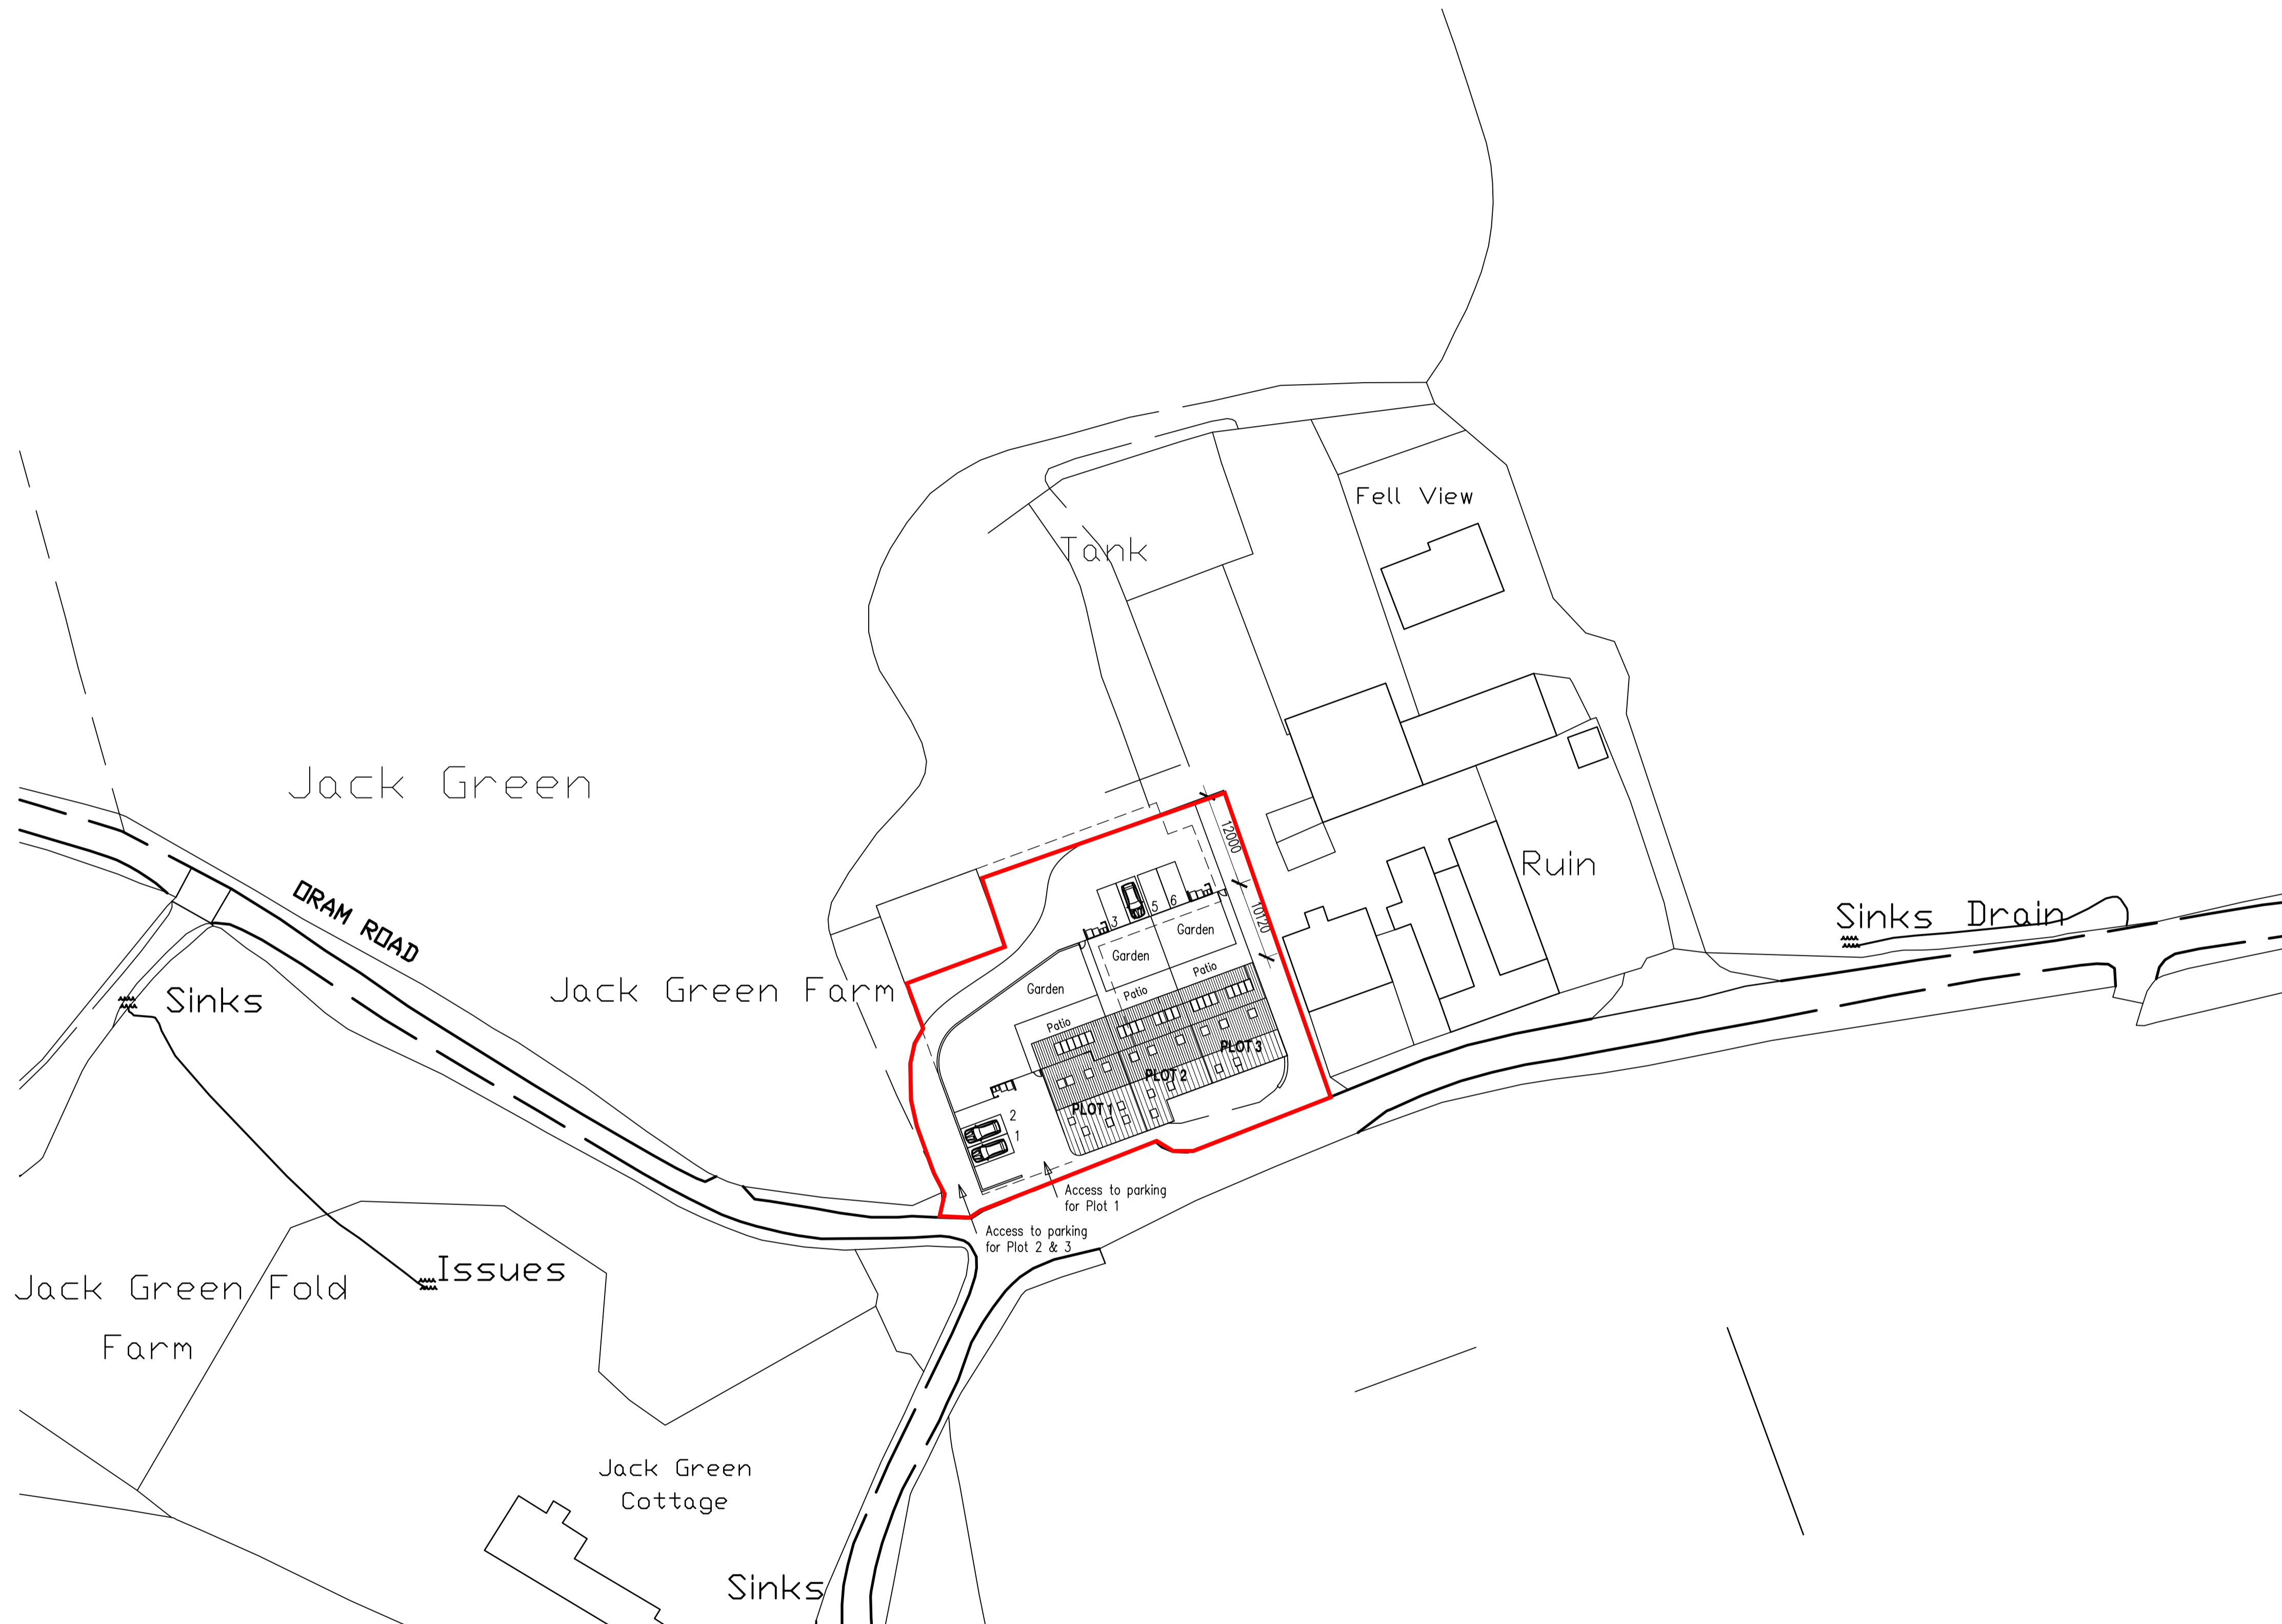 Fell View
Tank
Jack Green
12000
Ruin
ORAM ROAD
3
5
6
10120
Sinks
Drain
Garden
Garden
Garden
Jack Green Farm
Sinks
Patio
Patio
Patio
PLOT 3
PLOT 2
PLOT 1
2
1
Access to parking
for Plot 1
Access to parking
for Plot 2 & 3
Issues
Jack Green Fold
Farm
Jack Green
Cottage
Sinks